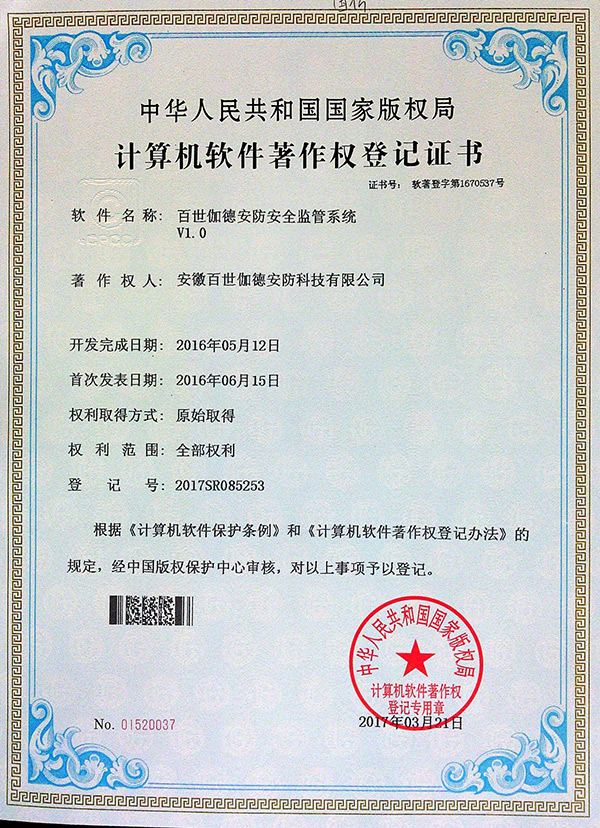 中华人民共和国国家版权局
计算机软件著作权登记证书
证书号： 软著登字第1670537号
软件名称： 百世伽德安防安全监管系统
V1.0
著作权人： 安徽百世伽德安防科技有限公司
开发完成日期： 2016年05月12日
首次发表日期： 2016年06月15日
权利取得方式： 原始取得
权利范围： 全部权利
登记号： 2017SR085253
根据《计算机软件保护条例》和《计算机软件著作权登记办法》的
规定，经中国版权保护中心审核，对以上事项予以登记。
中华人民共和国国家版权局
计算机软件著作权
登记专用章
No. 01520037
2017年03月21日